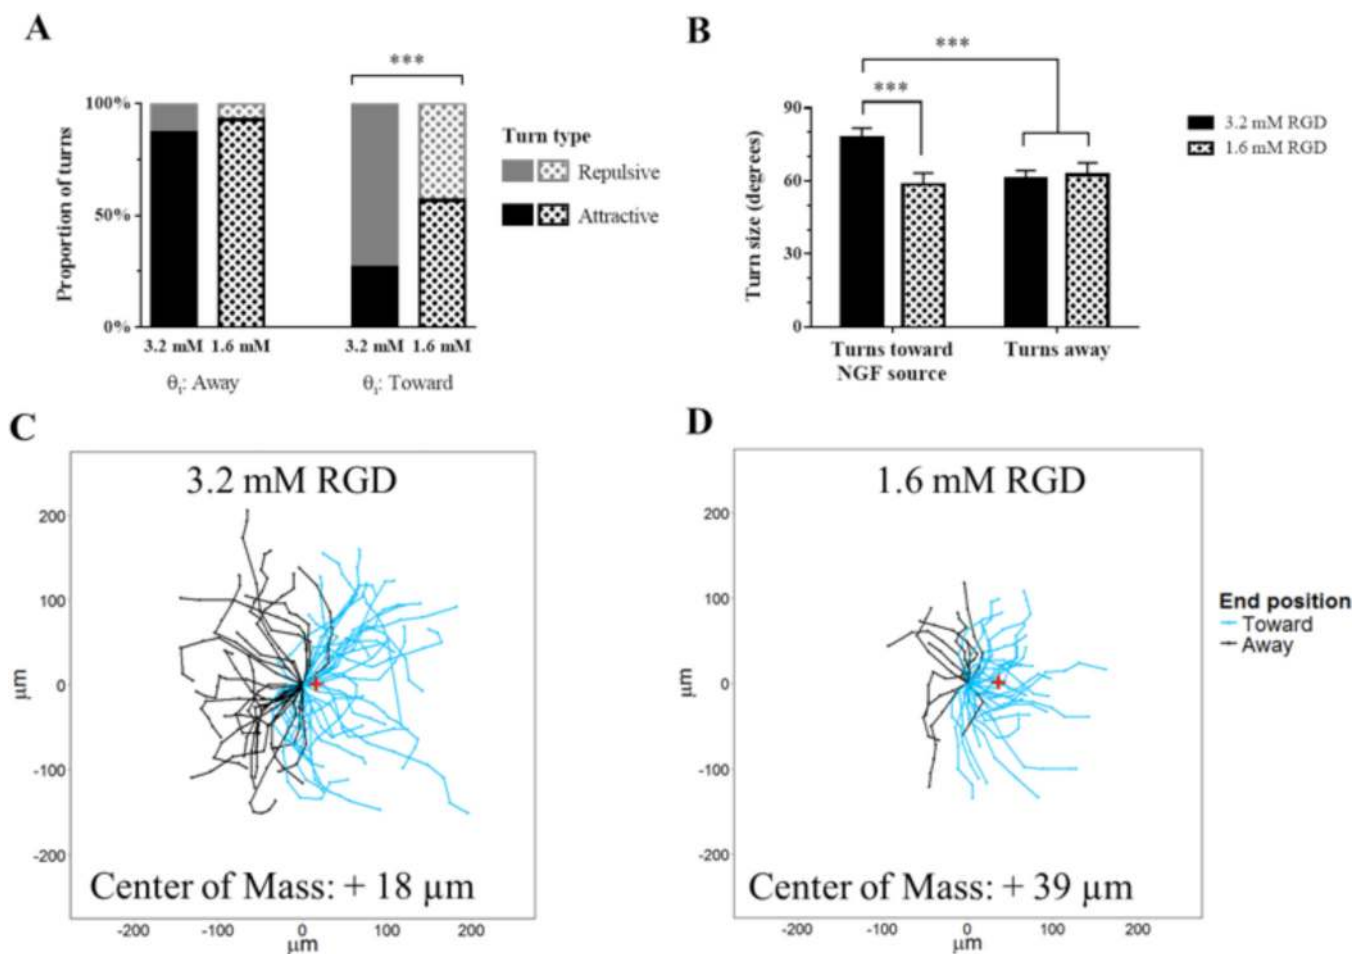 A
***
100%
50%
0%
Proportion of turns
3.2 mM 1.6 mM
3.2 mM 1.6 mM
θi: Away
θi: Toward
Turn type
Repulsive
Attractive
B
***
***
90
60
30
0
Turn size (degrees)
Turns toward
NGF source
Turns away
3.2 mM RGD
1.6 mM RGD
C
3.2 mM RGD
200
100
0
-100
-200
μm
Center of Mass: + 18 μm
-200
-100
0
100
200
μm
D
1.6 mM RGD
200
100
0
-100
-200
μm
Center of Mass: + 39 μm
-200
-100
0
100
200
μm
End position
Toward
Away